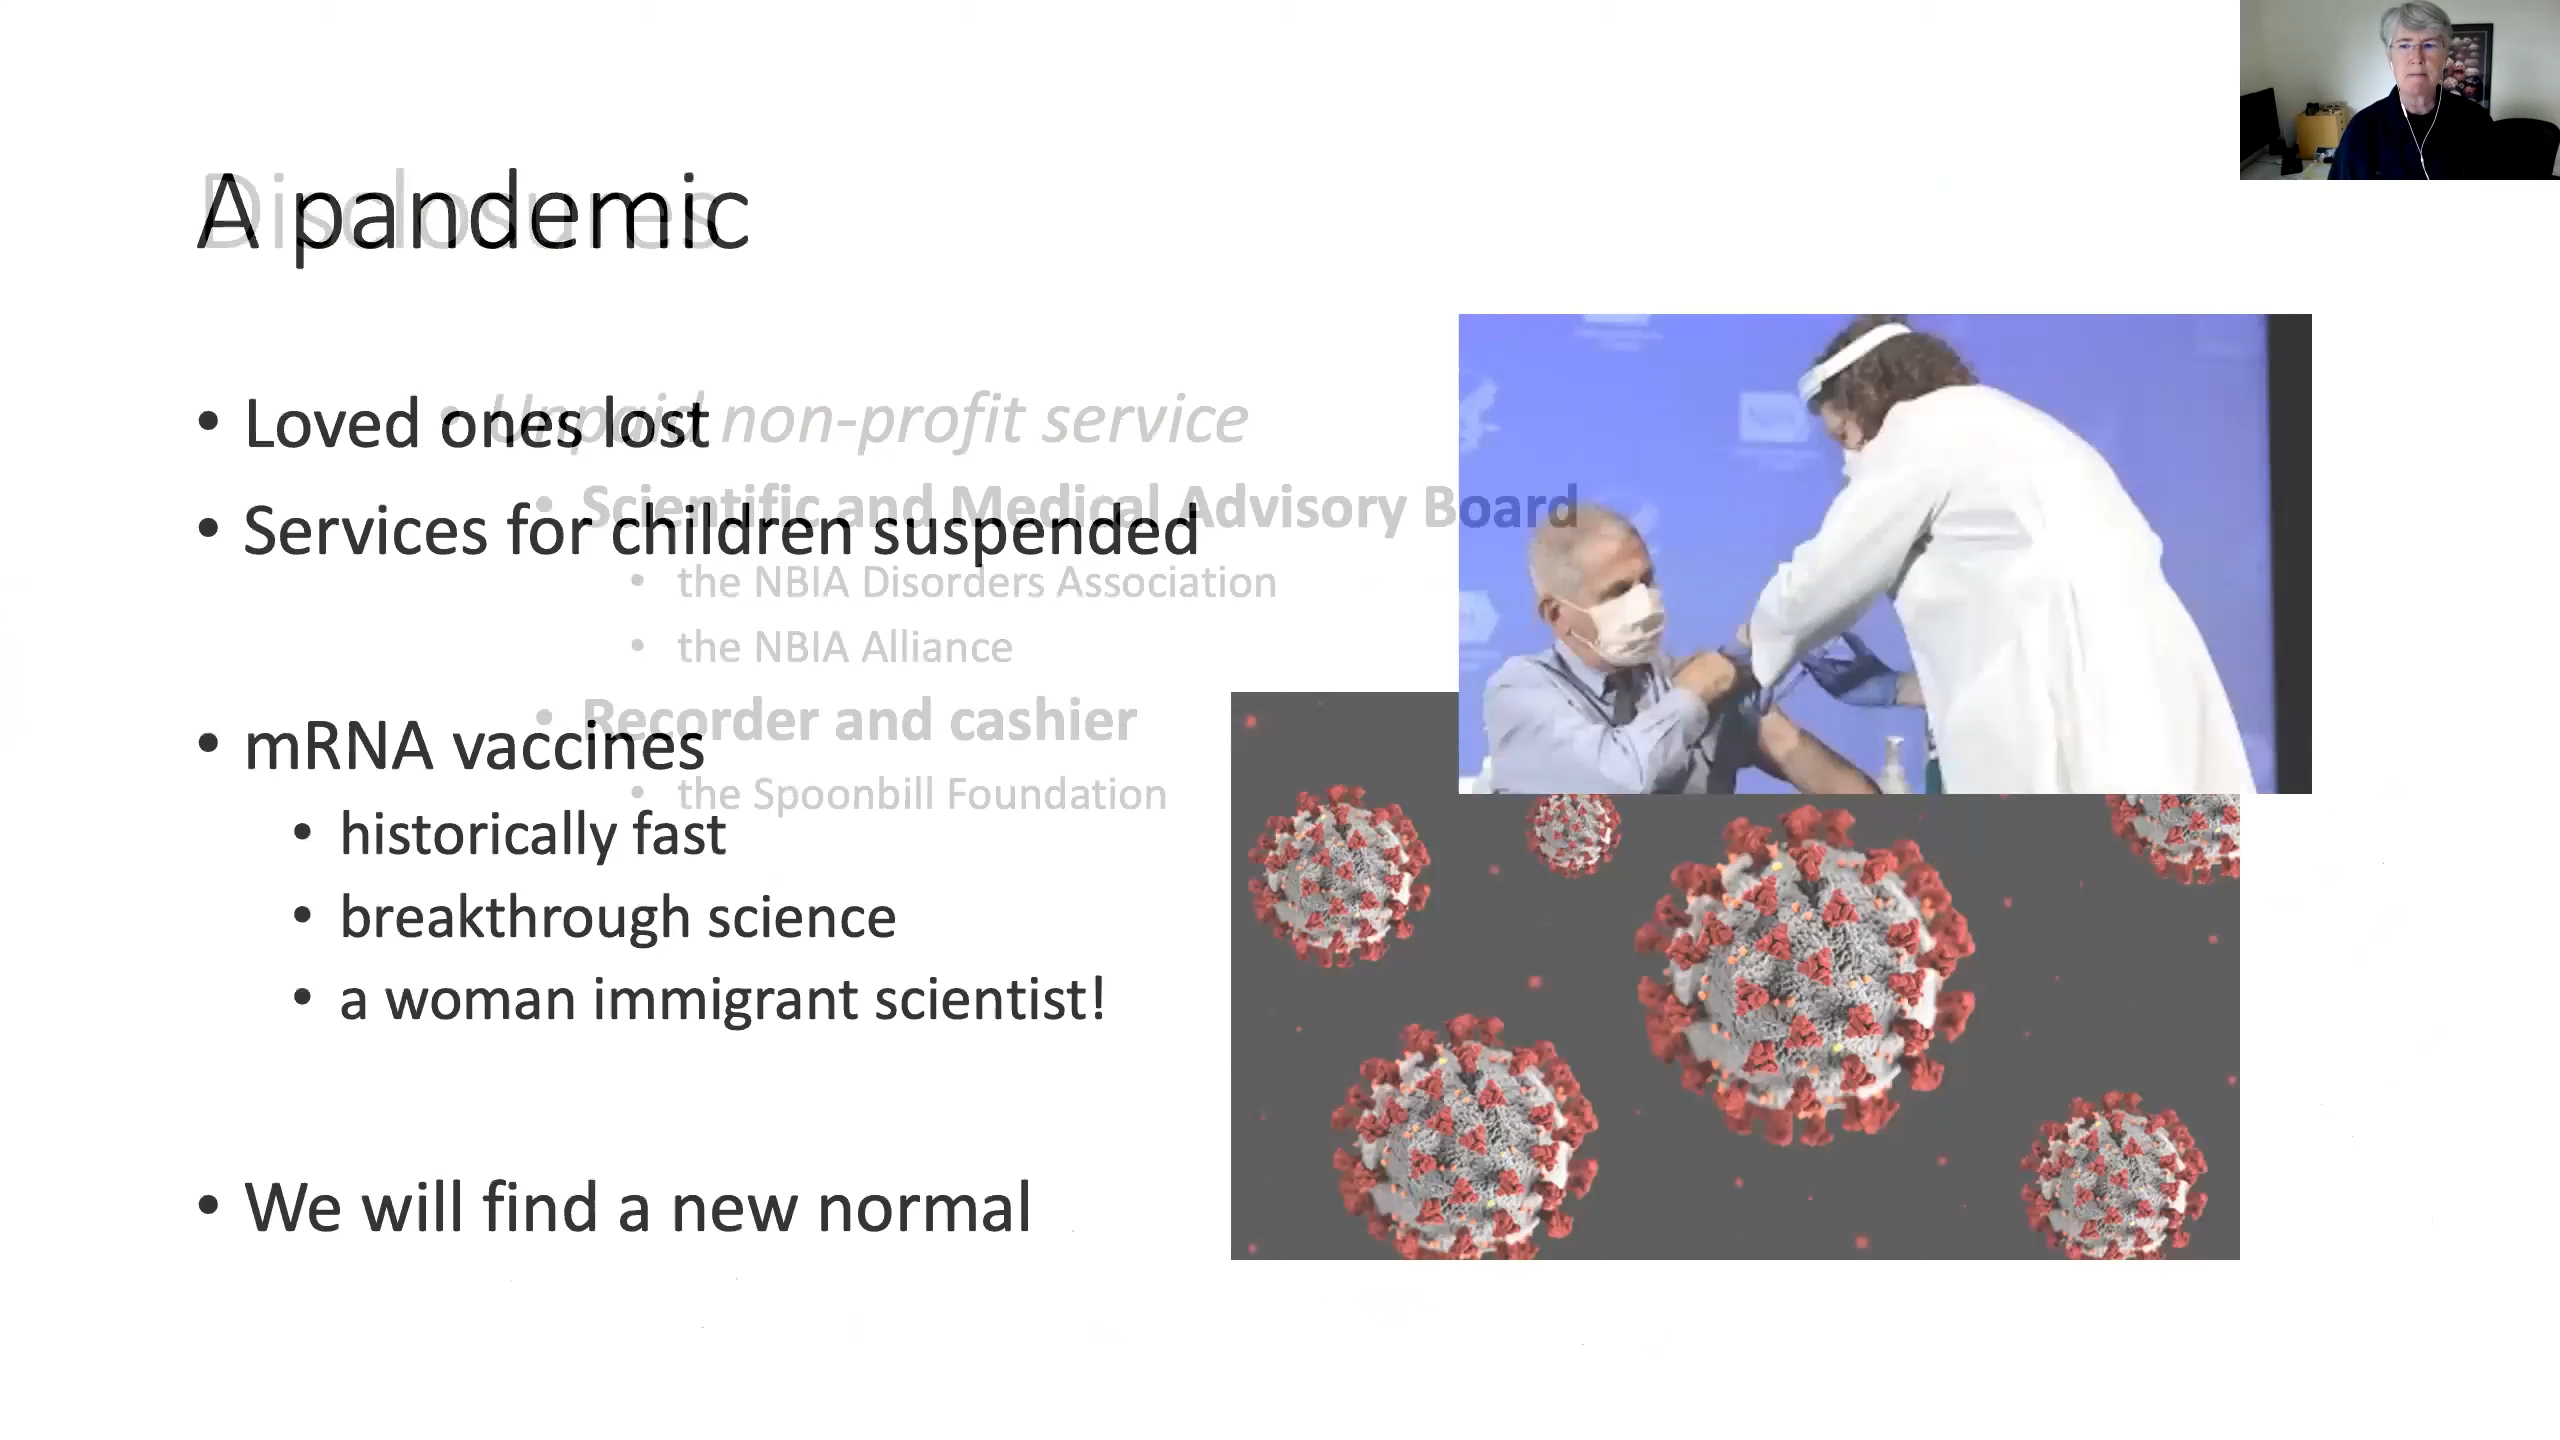 A pandemic
Disclosures
• Loved ones lost
• Unpaid non-profit service
• Services for children suspended
• Scientific and Medical Advisory Board
• the NBIA Disorders Association
• the NBIA Alliance
• mRNA vaccines
• Recorder and cashier
• the Spoonbill Foundation
• historically fast
• breakthrough science
• a woman immigrant scientist!
• We will find a new normal